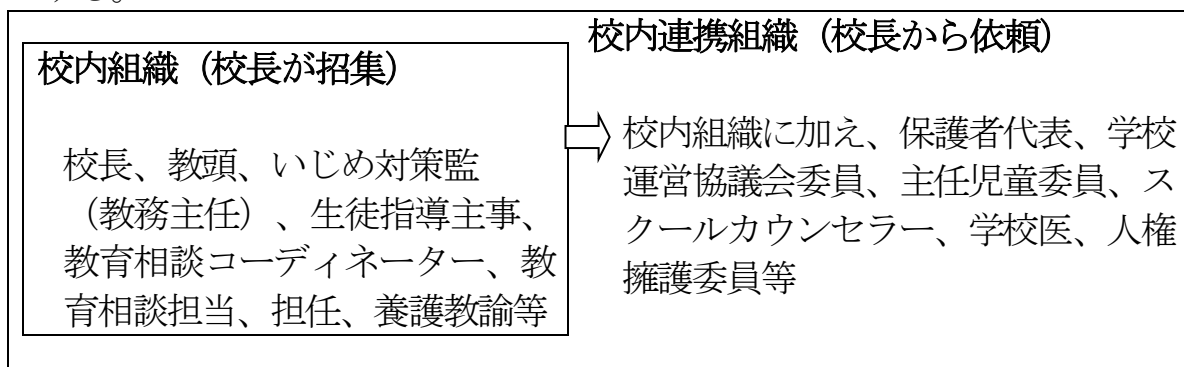 校内組織（校長が招集）
校長、教頭、いじめ対策監
（教務主任）、生徒指導主事、
教育相談コーディネーター、教
育相談担当、担任、養護教諭等
校内連携組織（校長から依頼）
校内組織に加え、保護者代表、学校
運営協議会委員、主任児童委員、ス
クールカウンセラー、学校医、人権
擁護委員等